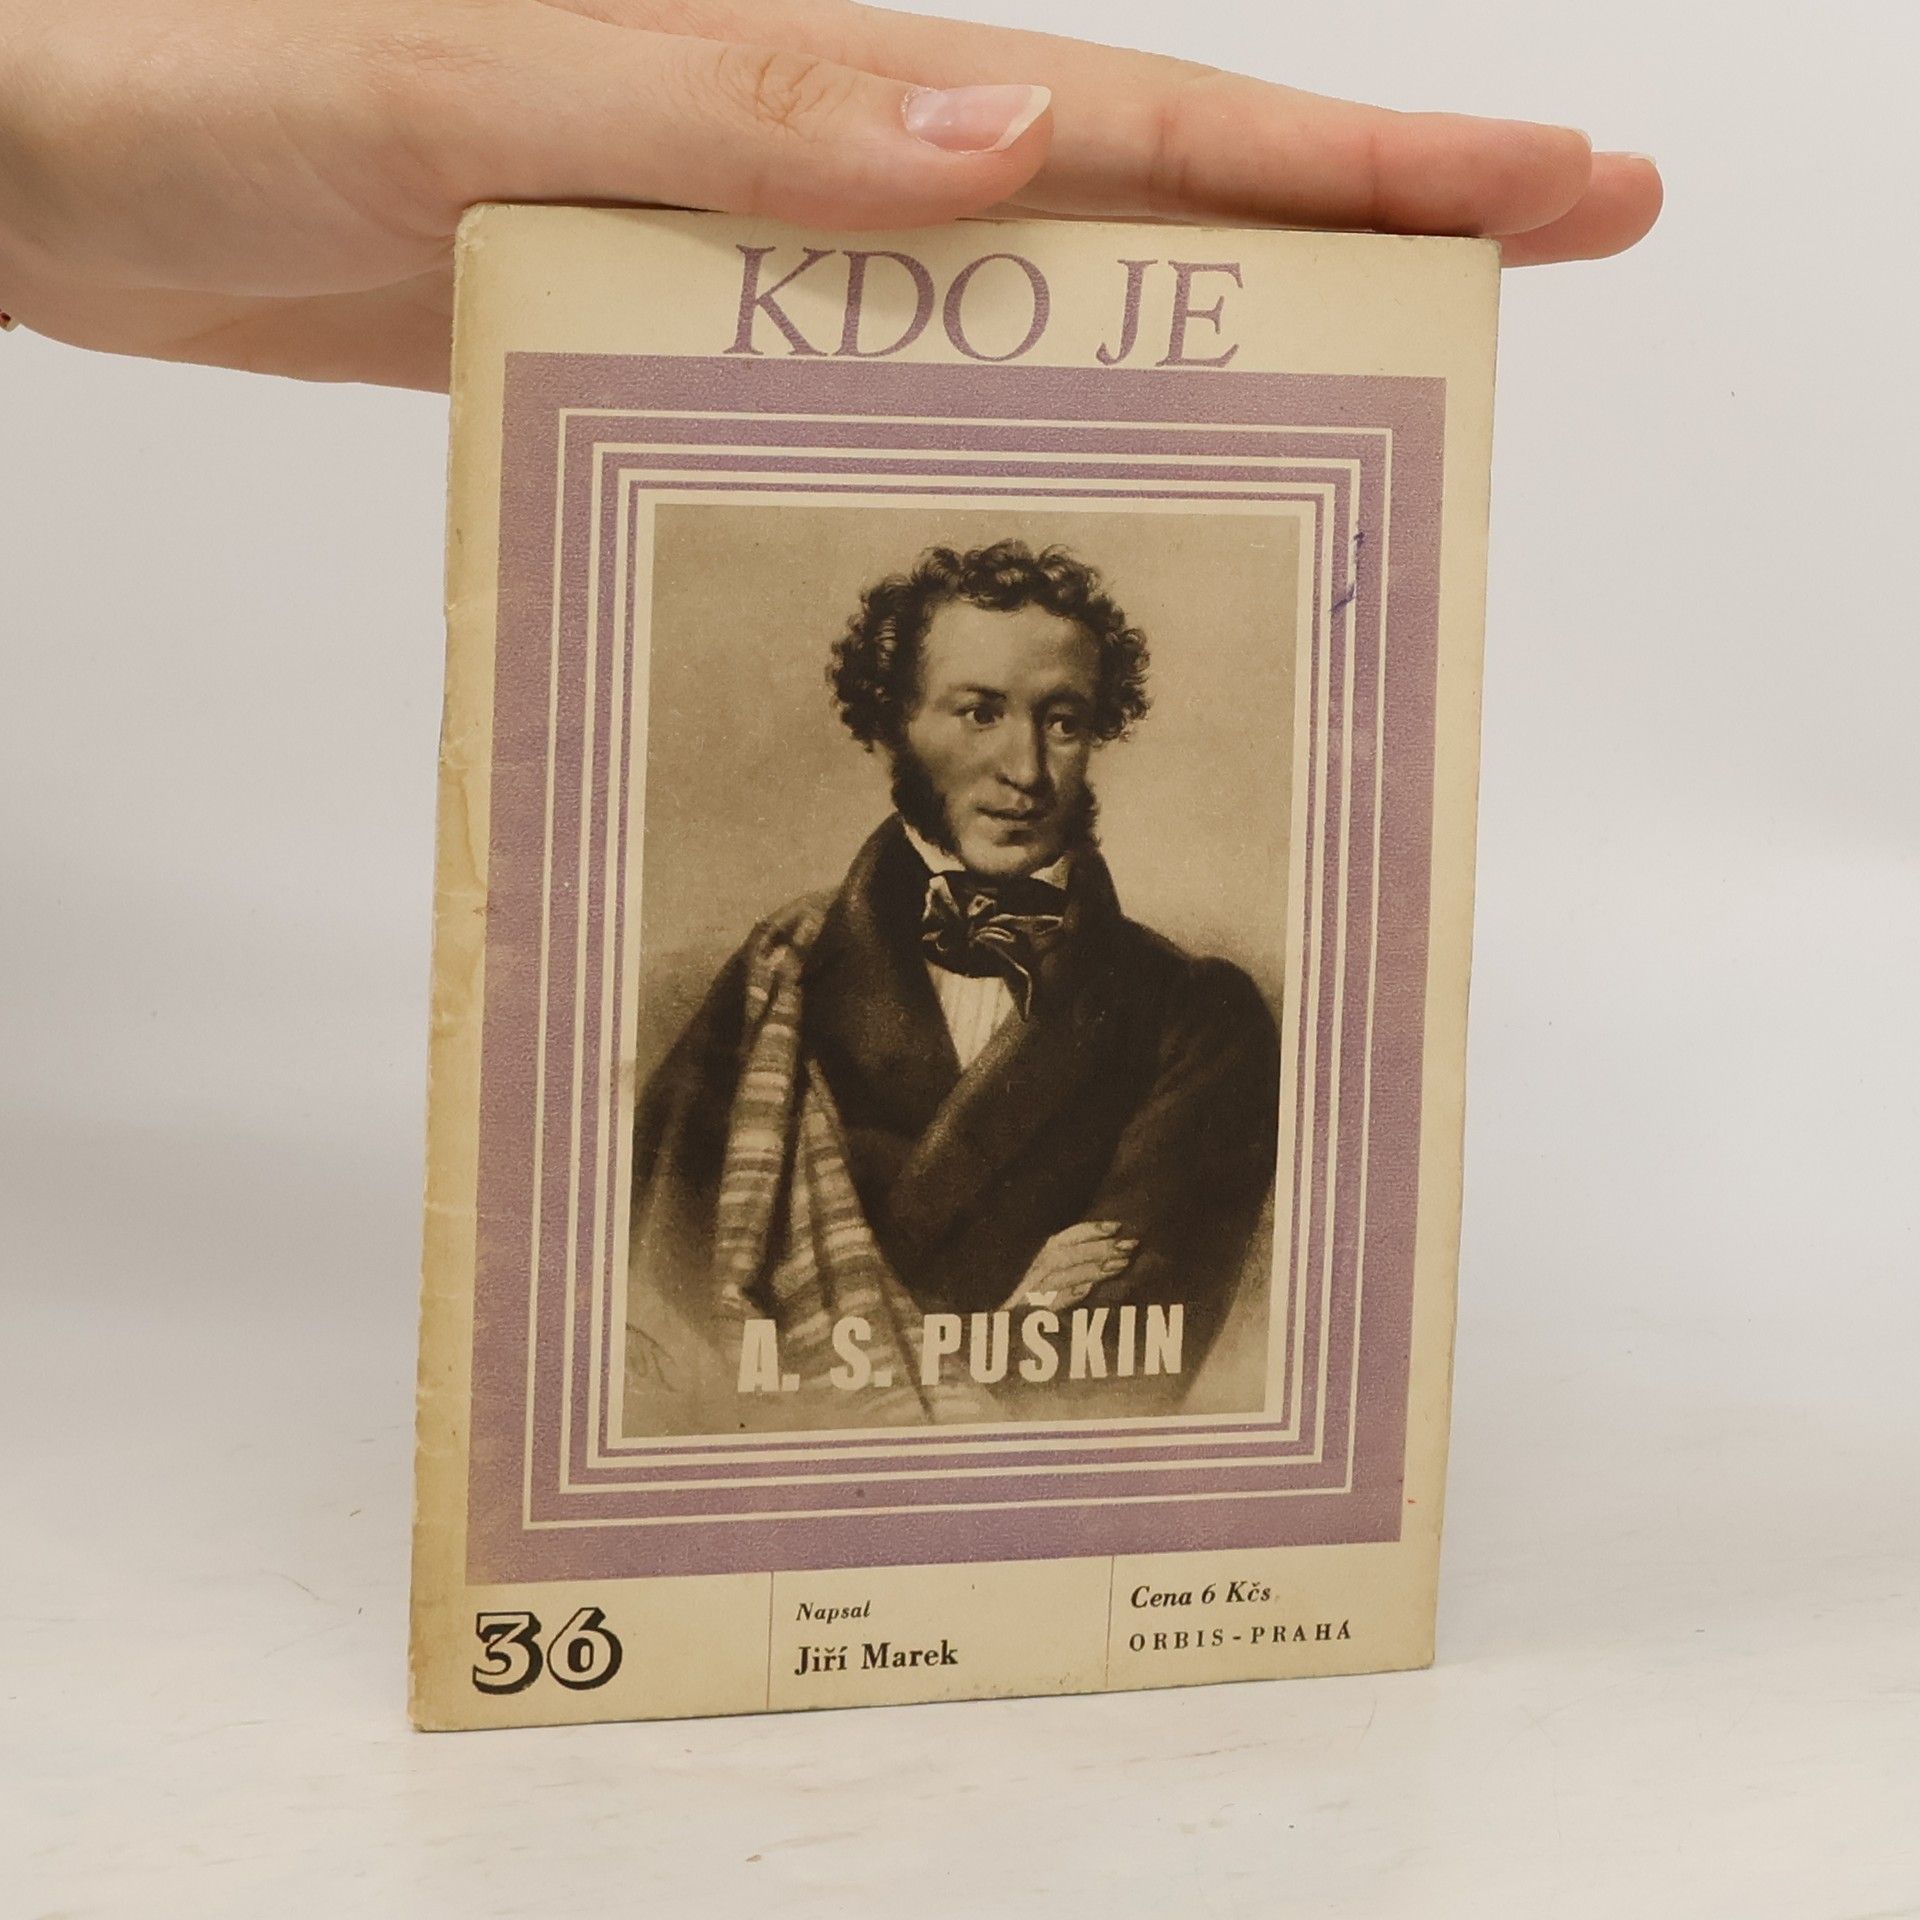 KDO JE
A. S. PUŠKIN
36
Napsal
Jiří Marek
Cena 6 Kčs
ORBIS-PRAHA